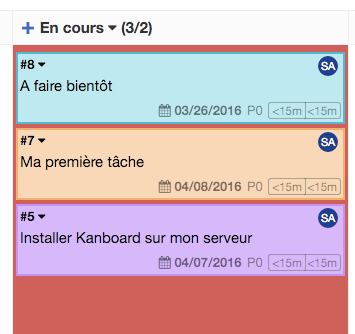 + En cours (3/2)
#8 SA
A faire bientôt
03/26/2016 P0 <15m <15m
#7 SA
Ma première tâche
04/08/2016 P0 <15m <15m
#5 SA
Installer Kanboard sur mon serveur
04/07/2016 P0 <15m <15m